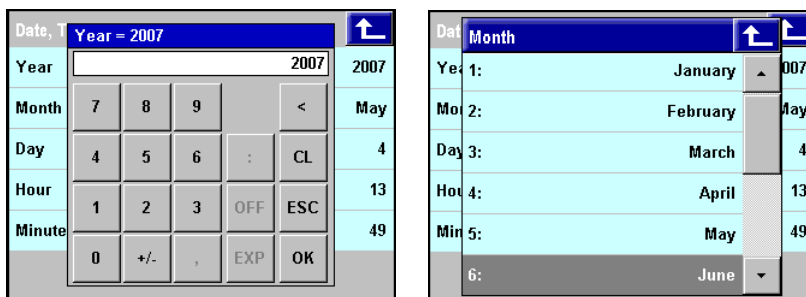 Date, T
Year = 2007
2007
Year 2007
Month May
Day 4
Hour 13
Minute 49
7 8 9 <
4 5 6 : CL
1 2 3 OFF ESC
0 +/- , EXP OK
Dat
Month
Yea 007
1: January
Mo May
2: February
Day 4
3: March
Hou 13
4: April
Min 49
5: May
6: June